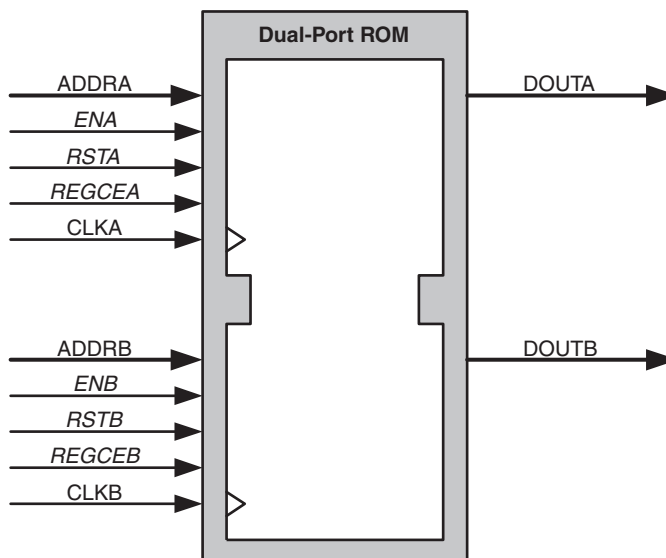 Dual-Port ROM
ADDRA
DOUTA
ENA
RSTA
REGCEA
CLKA
ADDRB
DOUTB
ENB
RSTB
REGCEB
CLKB